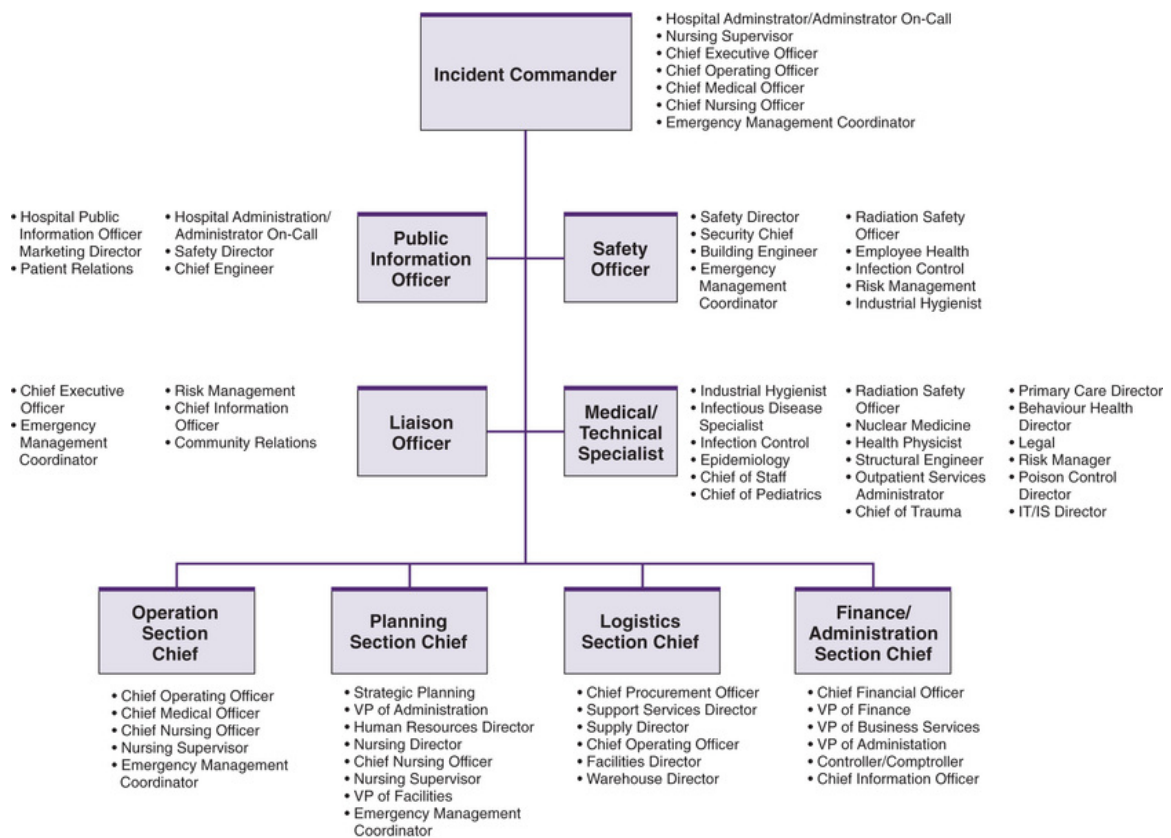 Incident Commander
• Hospital Adminstrator/Adminstrator On-Call
• Nursing Supervisor
• Chief Executive Officer
• Chief Operating Officer
• Chief Medical Officer
• Chief Nursing Officer
• Emergency Management Coordinator
• Hospital Public
Information Officer
Marketing Director
• Patient Relations
• Hospital Administration/
Administrator On-Call
• Safety Director
• Chief Engineer
Public
Information
Officer
Safety
Officer
• Safety Director
• Security Chief
• Building Engineer
• Emergency
Management
Coordinator
• Radiation Safety
Officer
• Employee Health
• Infection Control
• Risk Management
• Industrial Hygienist
• Chief Executive
Officer
• Emergency
Management
Coordinator
• Risk Management
• Chief Information
Officer
• Community Relations
Liaison
Officer
Medical/
Technical
Specialist
• Industrial Hygienist
• Infectious Disease
Specialist
• Infection Control
• Epidemiology
• Chief of Staff
• Chief of Pediatrics
• Radiation Safety
Officer
• Nuclear Medicine
• Health Physicist
• Structural Engineer
• Outpatient Services
Administrator
• Chief of Trauma
• Primary Care Director
• Behaviour Health
Director
• Legal
• Risk Manager
• Poison Control
Director
• IT/IS Director
Operation
Section
Chief
• Chief Operating Officer
• Chief Medical Officer
• Chief Nursing Officer
• Nursing Supervisor
• Emergency Management
Coordinator
Planning
Section Chief
• Strategic Planning
• VP of Administration
• Human Resources Director
• Nursing Director
• Chief Nursing Officer
• Nursing Supervisor
• VP of Facilities
• Emergency Management
Coordinator
Logistics
Section Chief
• Chief Procurement Officer
• Support Services Director
• Supply Director
• Chief Operating Officer
• Facilities Director
• Warehouse Director
Finance/
Administration
Section Chief
• Chief Financial Officer
• VP of Finance
• VP of Business Services
• VP of Administation
• Controller/Comptroller
• Chief Information Officer